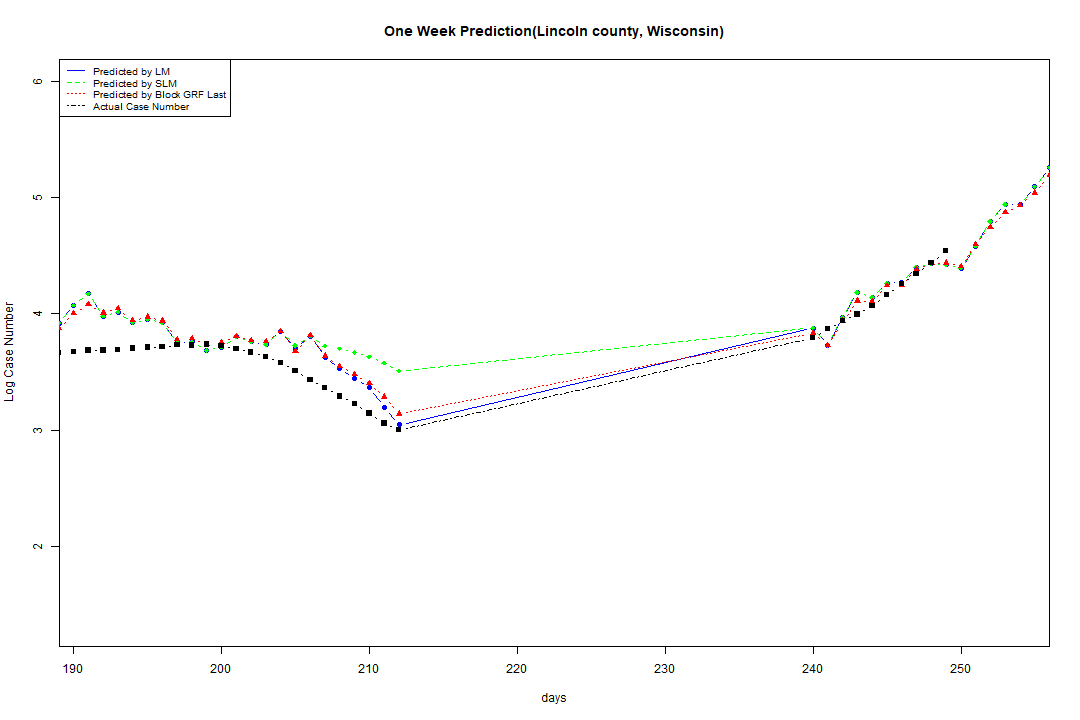 One Week Prediction(Lincoln county, Wisconsin)
Predicted by LM
Predicted by SLM
Predicted by Block GRF Last
Actual Case Number
6
5
4
3
2
Log Case Number
190 200 210 220 230 240 250
days